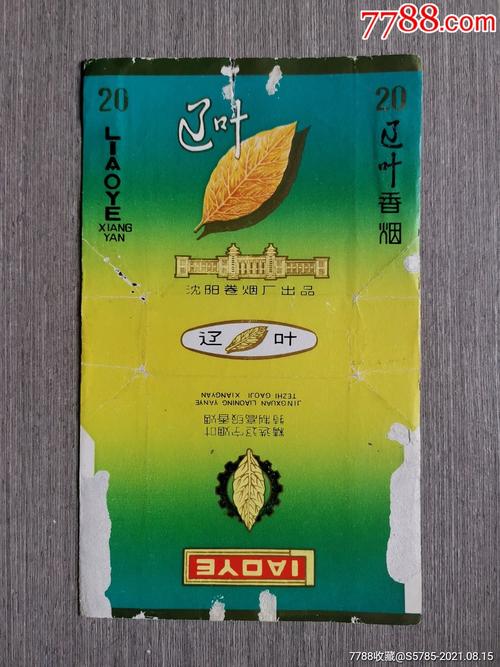 7788.com
20
LIAOYE
XIANG
YAN
辽叶
20
辽叶香烟
沈阳卷烟厂出品
辽 叶
精选辽宁烟叶
特制高级香烟
JINGXUAN LIAONING YANYE
TEZHI GAOJI XIANGYAN
LIAOYE
7788收藏@S5785-2021.08.15